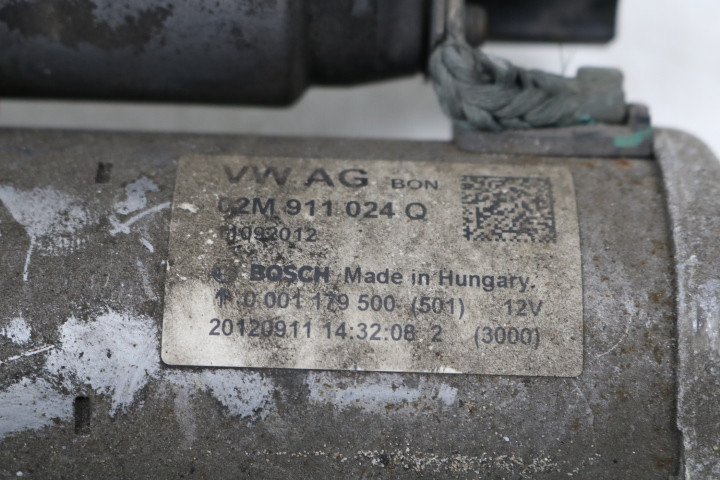 VW AG BON
02M 911 024 Q
11092012
BOSCH Made in Hungary.
0 001 179 500 (501) 12V
20120911 14:32:08 2 (3000)